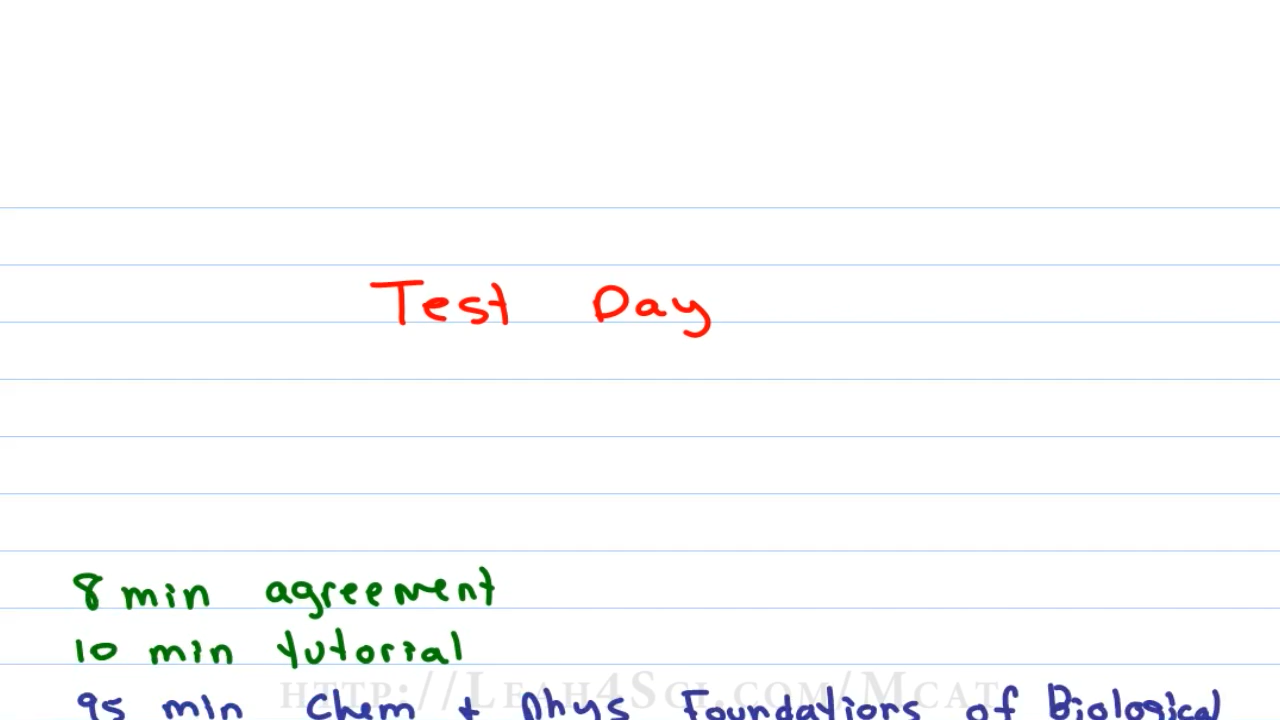 Test Day
8 min agreement
10 min tutorial
95 min Chem + Phys Foundations of Biological
http://Leah4Sci.com/Mcat